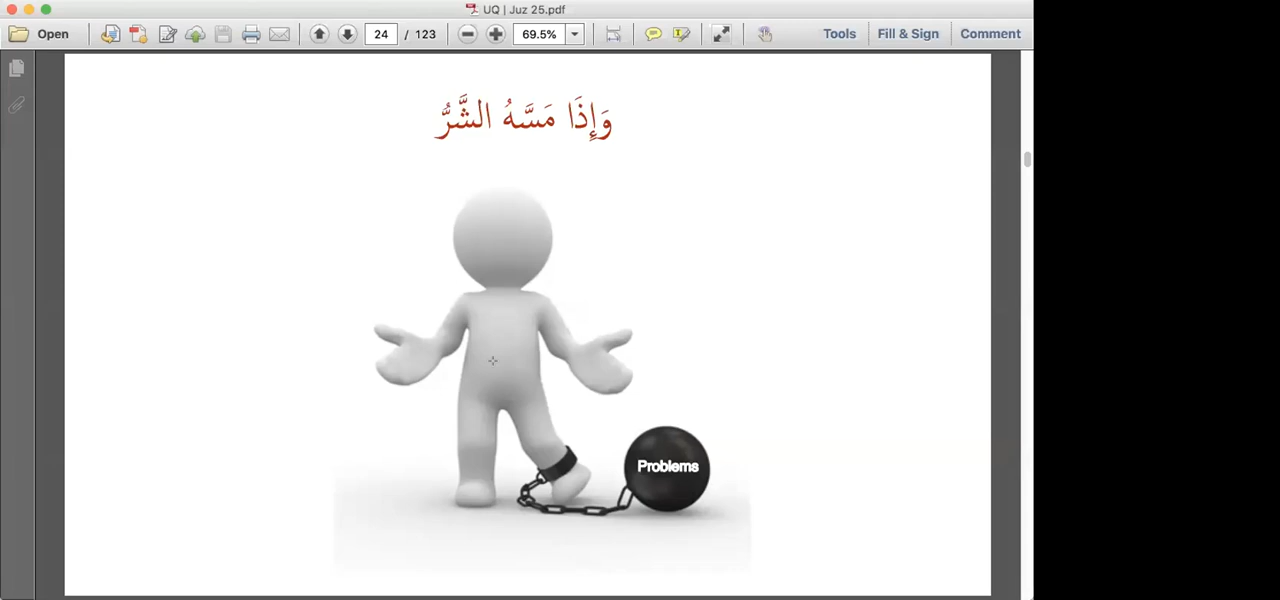 UQ | Juz 25.pdf
Open 24 / 123 69.5% Tools Fill & Sign Comment
وَإِذَا مَسَّهُ الشَّرُّ
Problems